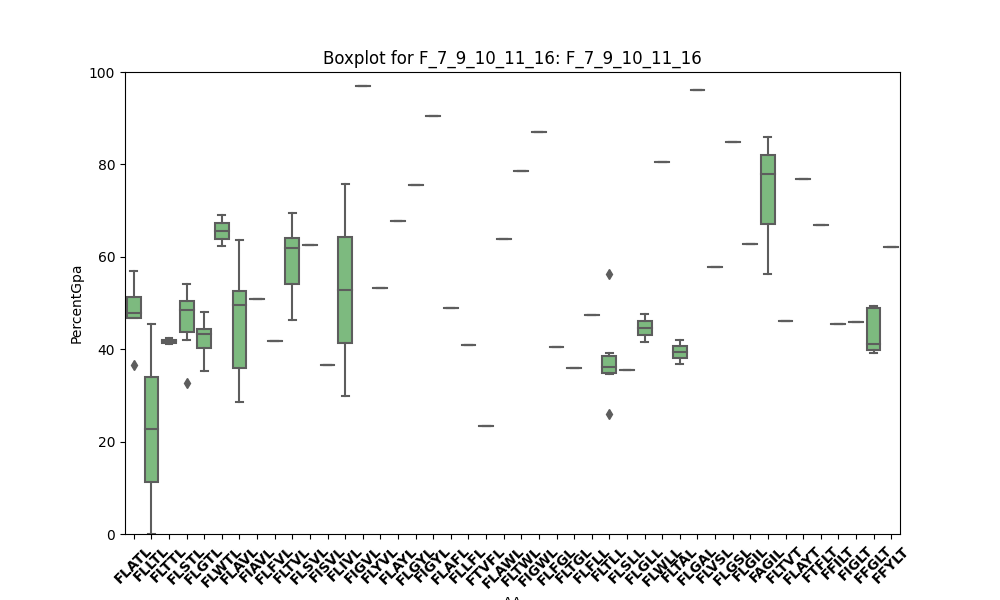 Boxplot for F_7_9_10_11_16: F_7_9_10_11_16
PercentGpa
100
80
60
40
20
0
FLATL
FLLTL
FLTTL
FLSTL
FLGTL
FLWTL
FLAVL
FIAVL
FLFVL
FLTVL
FLSVL
FISVL
FLIVL
FIGVL
FLYVL
FLAYL
FLGYL
FIGYL
FLAFL
FLLFL
FTVFL
FLAWL
FLTWL
FIGWL
FLFGL
FLTGL
FLFLL
FLTLL
FLSLL
FLGLL
FLWLL
FLTAL
FLGAL
FLVSL
FLGSL
FLGIL
FAGIL
FLTVT
FLAYT
FTFLT
FFILT
FIGLT
FFGLT
FFYLT